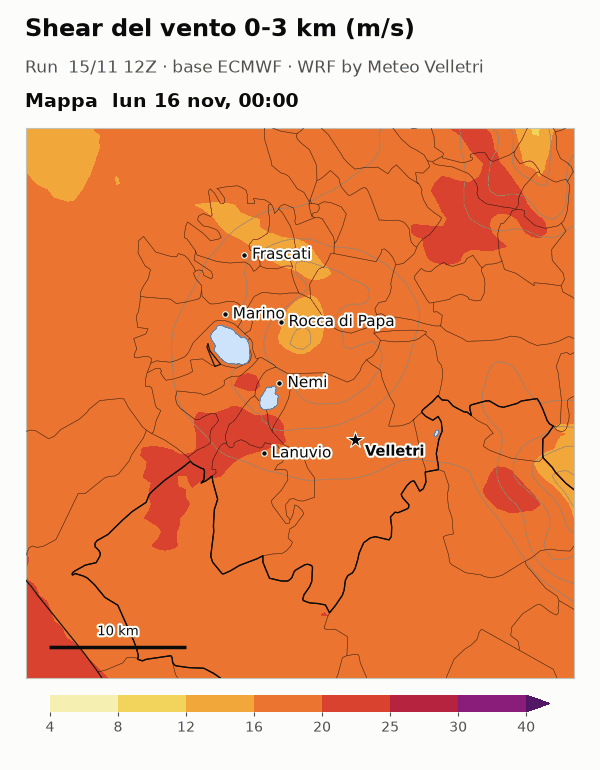 Shear del vento 0-3 km (m/s)
Run  15/11 12Z · base ECMWF · WRF by Meteo Velletri
Mappa  lun 16 nov, 00:00
Frascati
Marino
Rocca di Papa
Nemi
Velletri
Lanuvio
10 km
4 8 12 16 20 25 30 40